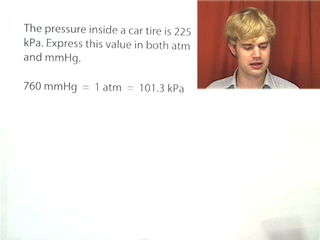 The pressure inside a car tire is 225
kPa. Express this value in both atm
and mmHg.
760 mmHg = 1 atm = 101.3 kPa